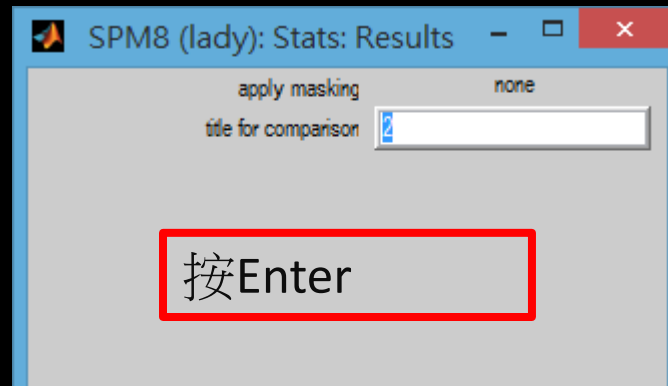 SPM8 (lady): Stats: Results
apply masking none
title for comparison 2
按Enter